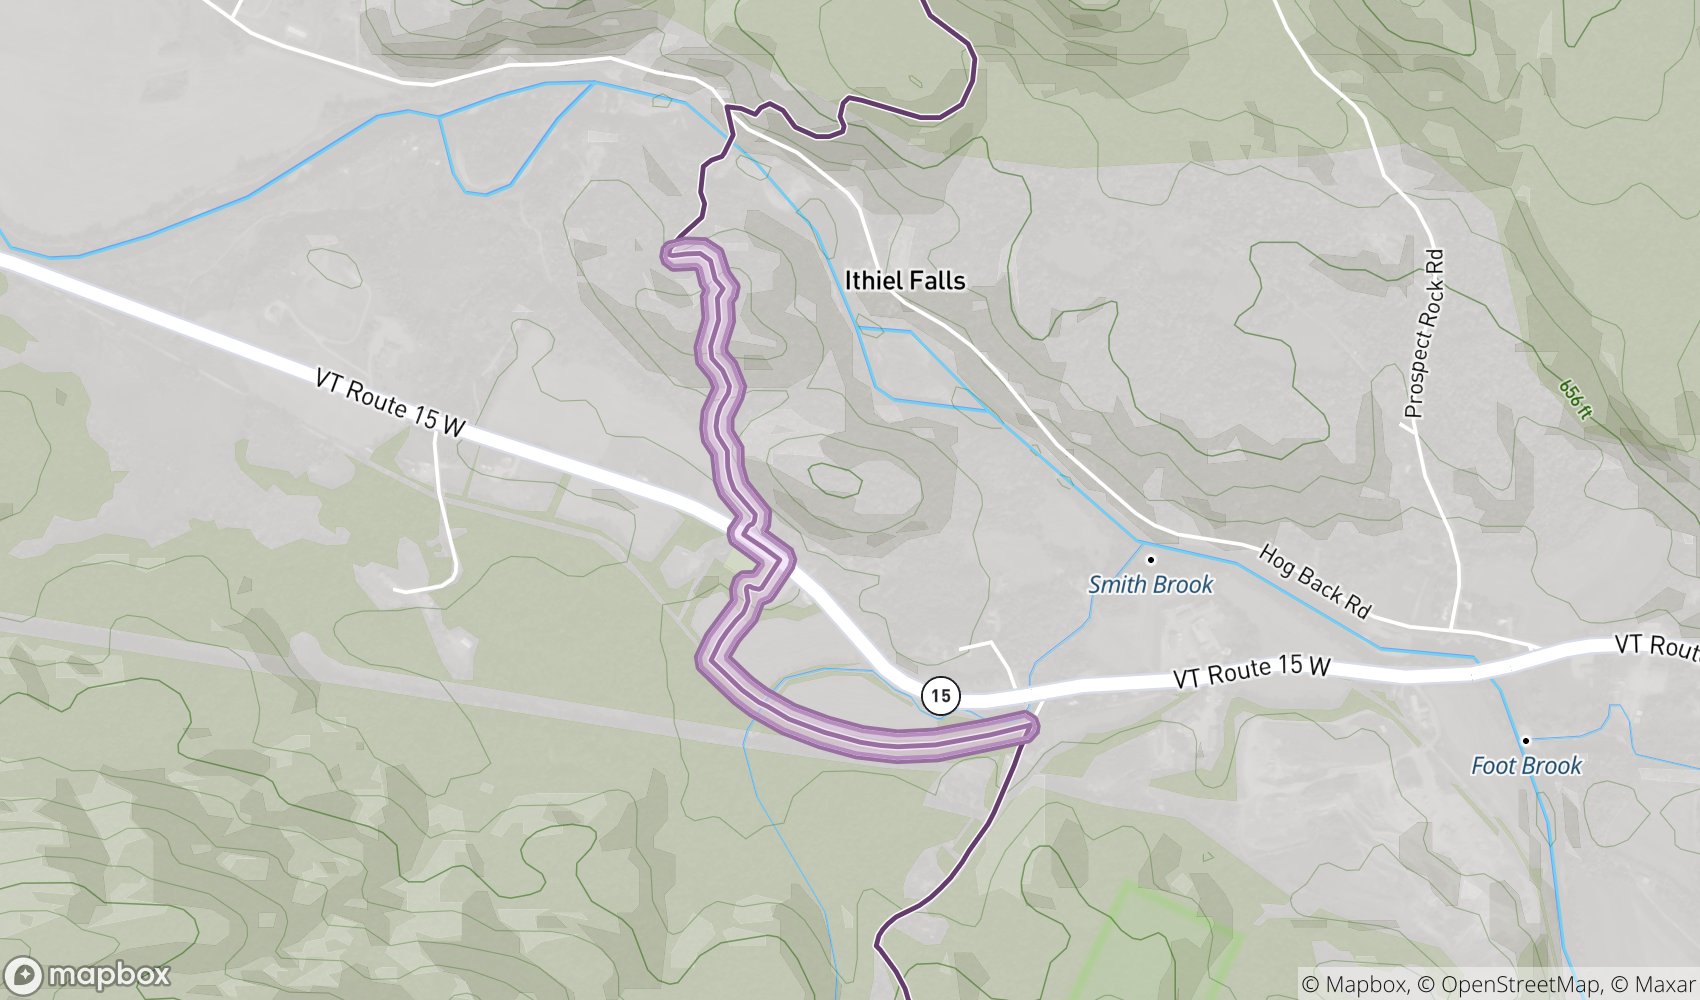 Ithiel Falls
Prospect Rock Rd
VT Route 15 W
656 ft
Hog Back Rd
Smith Brook
VT Route 15 W
VT Rout
15
Foot Brook
mapbox
© Mapbox, © OpenStreetMap, © Maxar